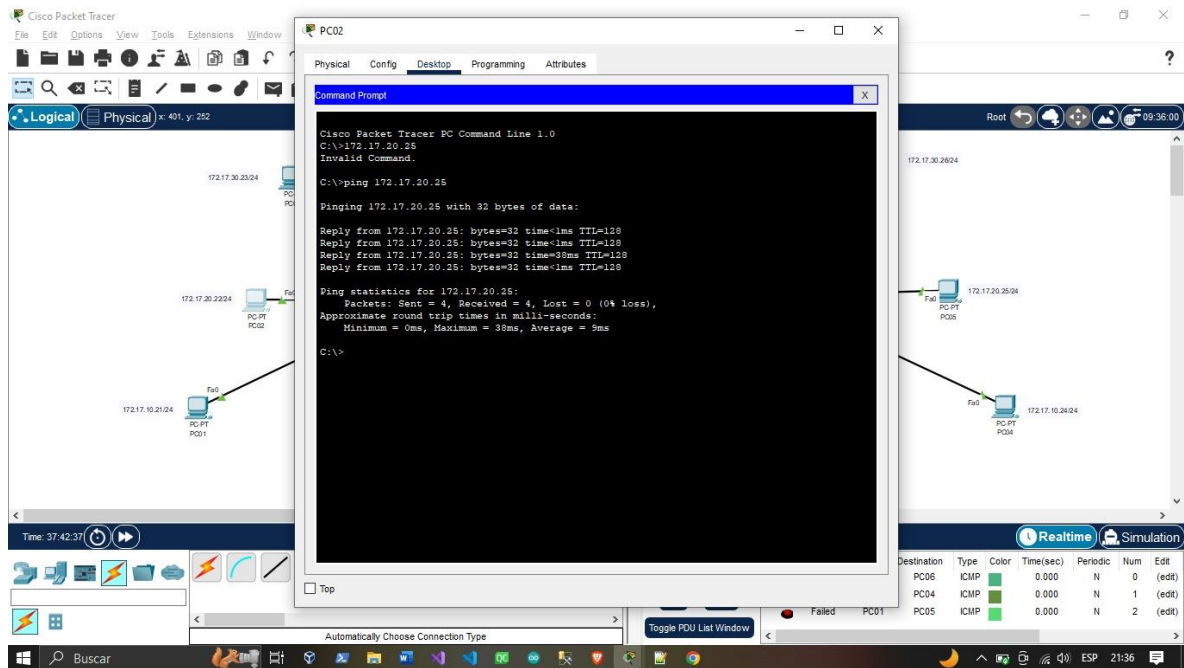 Cisco Packet Tracer
File Edit Options View Tools Extensions Window
?
Logical Physical x: 401, y: 252
Root 09:36:00
PC02
Physical Config Desktop Programming Attributes
Command Prompt X
Cisco Packet Tracer PC Command Line 1.0
C:\>172.17.20.25
Invalid Command.
C:\>ping 172.17.20.25
Pinging 172.17.20.25 with 32 bytes of data:
Reply from 172.17.20.25: bytes=32 time<1ms TTL=128
Reply from 172.17.20.25: bytes=32 time<1ms TTL=128
Reply from 172.17.20.25: bytes=32 time=38ms TTL=128
Reply from 172.17.20.25: bytes=32 time<1ms TTL=128
Ping statistics for 172.17.20.25:
Packets: Sent = 4, Received = 4, Lost = 0 (0% loss),
Approximate round trip times in milli-seconds:
Minimum = 0ms, Maximum = 38ms, Average = 9ms
C:\>
Top
172.17.30.23/24
172.17.20.22/24
PC-PT
PC02
Fa0
172.17.10.21/24
PC-PT
PC01
172.17.30.26/24
Fa0
172.17.20.25/24
PC-PT
PC05
Fa0
172.17.10.24/24
PC-PT
PC04
Time: 37:42:37
Realtime Simulation
Automatically Choose Connection Type
Toggle PDU List Window
Destination Type Color Time(sec) Periodic Num Edit
PC06 ICMP 0.000 N 0 (edit)
PC04 ICMP 0.000 N 1 (edit)
Failed PC01 PC05 ICMP 0.000 N 2 (edit)
Buscar
ESP 21:36